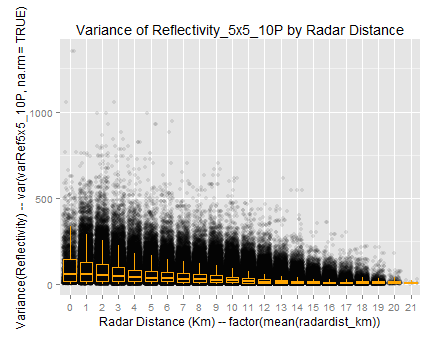 Variance of Reflectivity_5x5_10P by Radar Distance
Variance(Reflectivity) -- var(varRef5x5_10P, na.rm = TRUE)
1000
500
0
0 1 2 3 4 5 6 7 8 9 10 11 12 13 14 15 16 17 18 19 20 21
Radar Distance (Km) -- factor(mean(radardist_km))